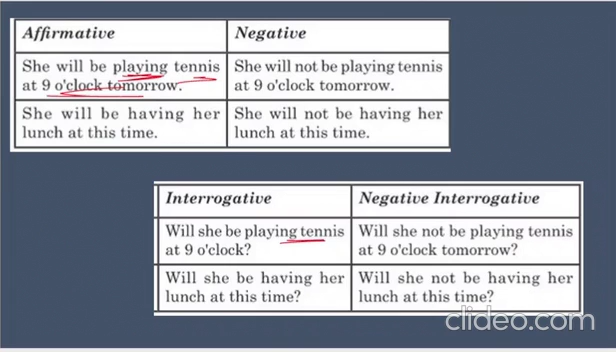 Affirmative Negative
She will be playing tennis She will not be playing tennis
at 9 o'clock tomorrow. at 9 o'clock tomorrow.
She will be having her She will not be having her
lunch at this time. lunch at this time.
Interrogative Negative Interrogative
Will she be playing tennis Will she not be playing tennis
at 9 o'clock? at 9 o'clock tomorrow?
Will she be having her Will she not be having her
lunch at this time? lunch at this time?
clideo.com